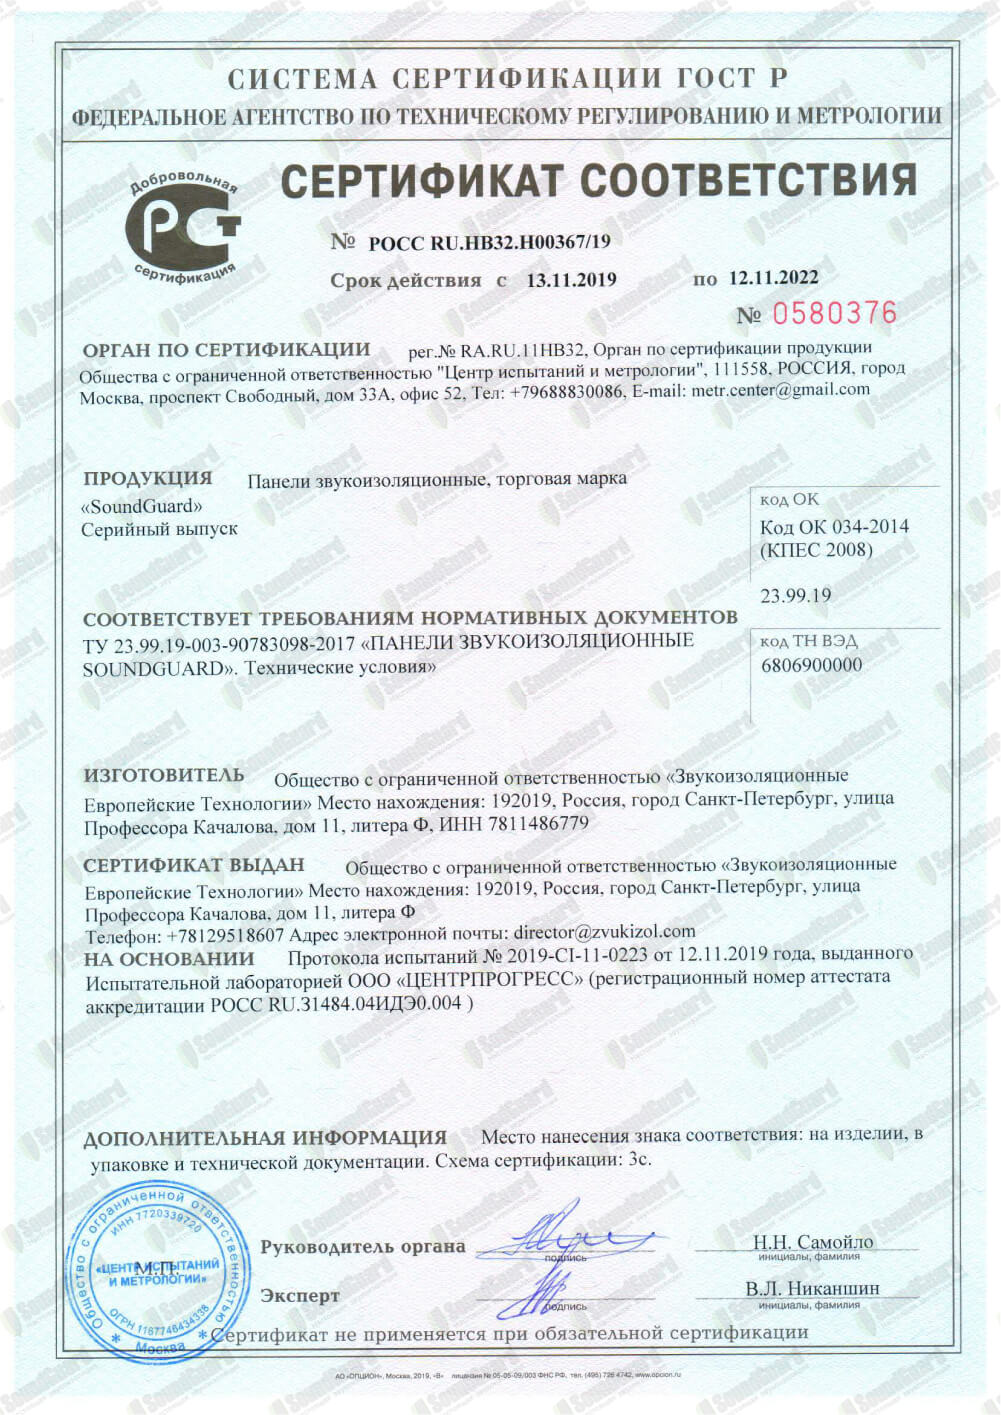 СИСТЕМА СЕРТИФИКАЦИИ ГОСТ Р
ФЕДЕРАЛЬНОЕ АГЕНТСТВО ПО ТЕХНИЧЕСКОМУ РЕГУЛИРОВАНИЮ И МЕТРОЛОГИИ
Добровольная
сертификация
СЕРТИФИКАТ СООТВЕТСТВИЯ
№ РОСС RU.НВ32.Н00367/19
Срок действия с 13.11.2019 по 12.11.2022
№ 0580376
ОРГАН ПО СЕРТИФИКАЦИИ рег.№ RA.RU.11НВ32, Орган по сертификации продукции
Общества с ограниченной ответственностью "Центр испытаний и метрологии", 111558, РОССИЯ, город
Москва, проспект Свободный, дом 33А, офис 52, Тел: +79688830086, E-mail: metr.center@gmail.com
ПРОДУКЦИЯ Панели звукоизоляционные, торговая марка
«SoundGuard»
Серийный выпуск
код ОК
Код ОК 034-2014
(КПЕС 2008)
23.99.19
СООТВЕТСТВУЕТ ТРЕБОВАНИЯМ НОРМАТИВНЫХ ДОКУМЕНТОВ
ТУ 23.99.19-003-90783098-2017 «ПАНЕЛИ ЗВУКОИЗОЛЯЦИОННЫЕ
SOUNDGUARD». Технические условия»
код ТН ВЭД
6806900000
ИЗГОТОВИТЕЛЬ Общество с ограниченной ответственностью «Звукоизоляционные
Европейские Технологии» Место нахождения: 192019, Россия, город Санкт-Петербург, улица
Профессора Качалова, дом 11, литера Ф, ИНН 7811486779
СЕРТИФИКАТ ВЫДАН Общество с ограниченной ответственностью «Звукоизоляционные
Европейские Технологии» Место нахождения: 192019, Россия, город Санкт-Петербург, улица
Профессора Качалова, дом 11, литера Ф
Телефон: +78129518607 Адрес электронной почты: director@zvukizol.com
НА ОСНОВАНИИ Протокола испытаний № 2019-CI-11-0223 от 12.11.2019 года, выданного
Испытательной лабораторией ООО «ЦЕНТРПРОГРЕСС» (регистрационный номер аттестата
аккредитации РОСС RU.31484.04ИДЭ0.004 )
ДОПОЛНИТЕЛЬНАЯ ИНФОРМАЦИЯ Место нанесения знака соответствия: на изделии, в
упаковке и технической документации. Схема сертификации: 3с.
Общество с ограниченной ответственностью
ИНН 7720339720
«ЦЕНТР ИСПЫТАНИЙ
И МЕТРОЛОГИИ»
ОГРН 1167746434338
* Москва *
М.П.
Руководитель органа
подпись
Н.Н. Самойло
инициалы, фамилия
Эксперт
подпись
В.Л. Никаншин
инициалы, фамилия
Сертификат не применяется при обязательной сертификации
АО «ОПЦИОН», Москва, 2019, «В» лицензия № 05-05-09/003 ФНС РФ, тел. (495) 726 4742, www.opcion.ru